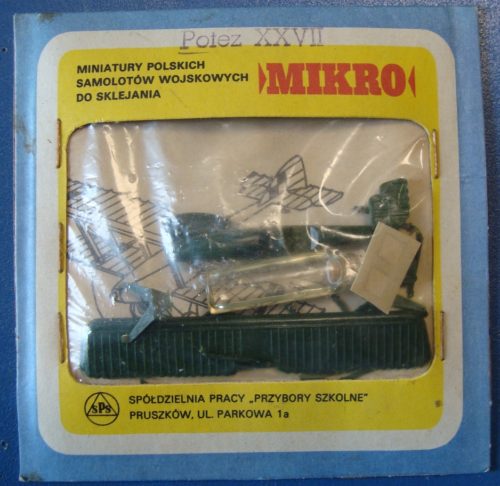 Potez XXVII
MINIATURY POLSKICH
SAMOLOTÓW WOJSKOWYCH
DO SKLEJANIA
MIKRO
SPS
SPÓŁDZIELNIA PRACY „PRZYBORY SZKOLNE"
PRUSZKÓW, UL. PARKOWA 1a